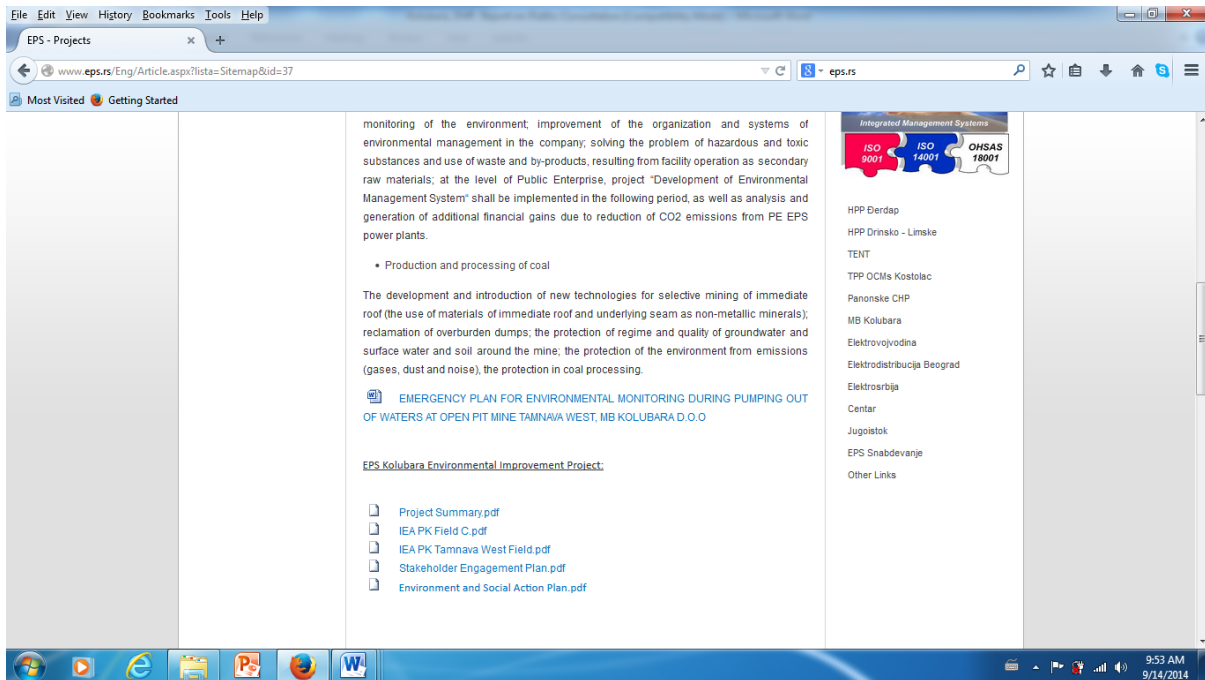 File Edit View History Bookmarks Tools Help
EPS - Projects
www.eps.rs/Eng/Article.aspx?lista=Sitemap&id=37
eps.rs
Most Visited Getting Started
monitoring of the environment; improvement of the organization and systems of
environmental management in the company; solving the problem of hazardous and toxic
substances and use of waste and by-products, resulting from facility operation as secondary
raw materials; at the level of Public Enterprise, project “Development of Environmental
Management System“ shall be implemented in the following period, as well as analysis and
generation of additional financial gains due to reduction of CO2 emissions from PE EPS
power plants.
• Production and processing of coal
The development and introduction of new technologies for selective mining of immediate
roof (the use of materials of immediate roof and underlying seam as non-metallic minerals);
reclamation of overburden dumps; the protection of regime and quality of groundwater and
surface water and soil around the mine; the protection of the environment from emissions
(gases, dust and noise), the protection in coal processing.
EMERGENCY PLAN FOR ENVIRONMENTAL MONITORING DURING PUMPING OUT
OF WATERS AT OPEN PIT MINE TAMNAVA WEST, MB KOLUBARA D.O.O
EPS Kolubara Environmental Improvement Project:
Project Summary.pdf
IEA PK Field C.pdf
IEA PK Tamnava West Field.pdf
Stakeholder Engagement Plan.pdf
Environment and Social Action Plan.pdf
Integrated Management Systems
ISO 9001
ISO 14001
OHSAS 18001
HPP Đerdap
HPP Drinsko - Limske
TENT
TPP OCMs Kostolac
Panonske CHP
MB Kolubara
Elektrovojvodina
Elektrodistribucija Beograd
Elektrosrbija
Centar
Jugoistok
EPS Snabdevanje
Other Links
9:53 AM
9/14/2014